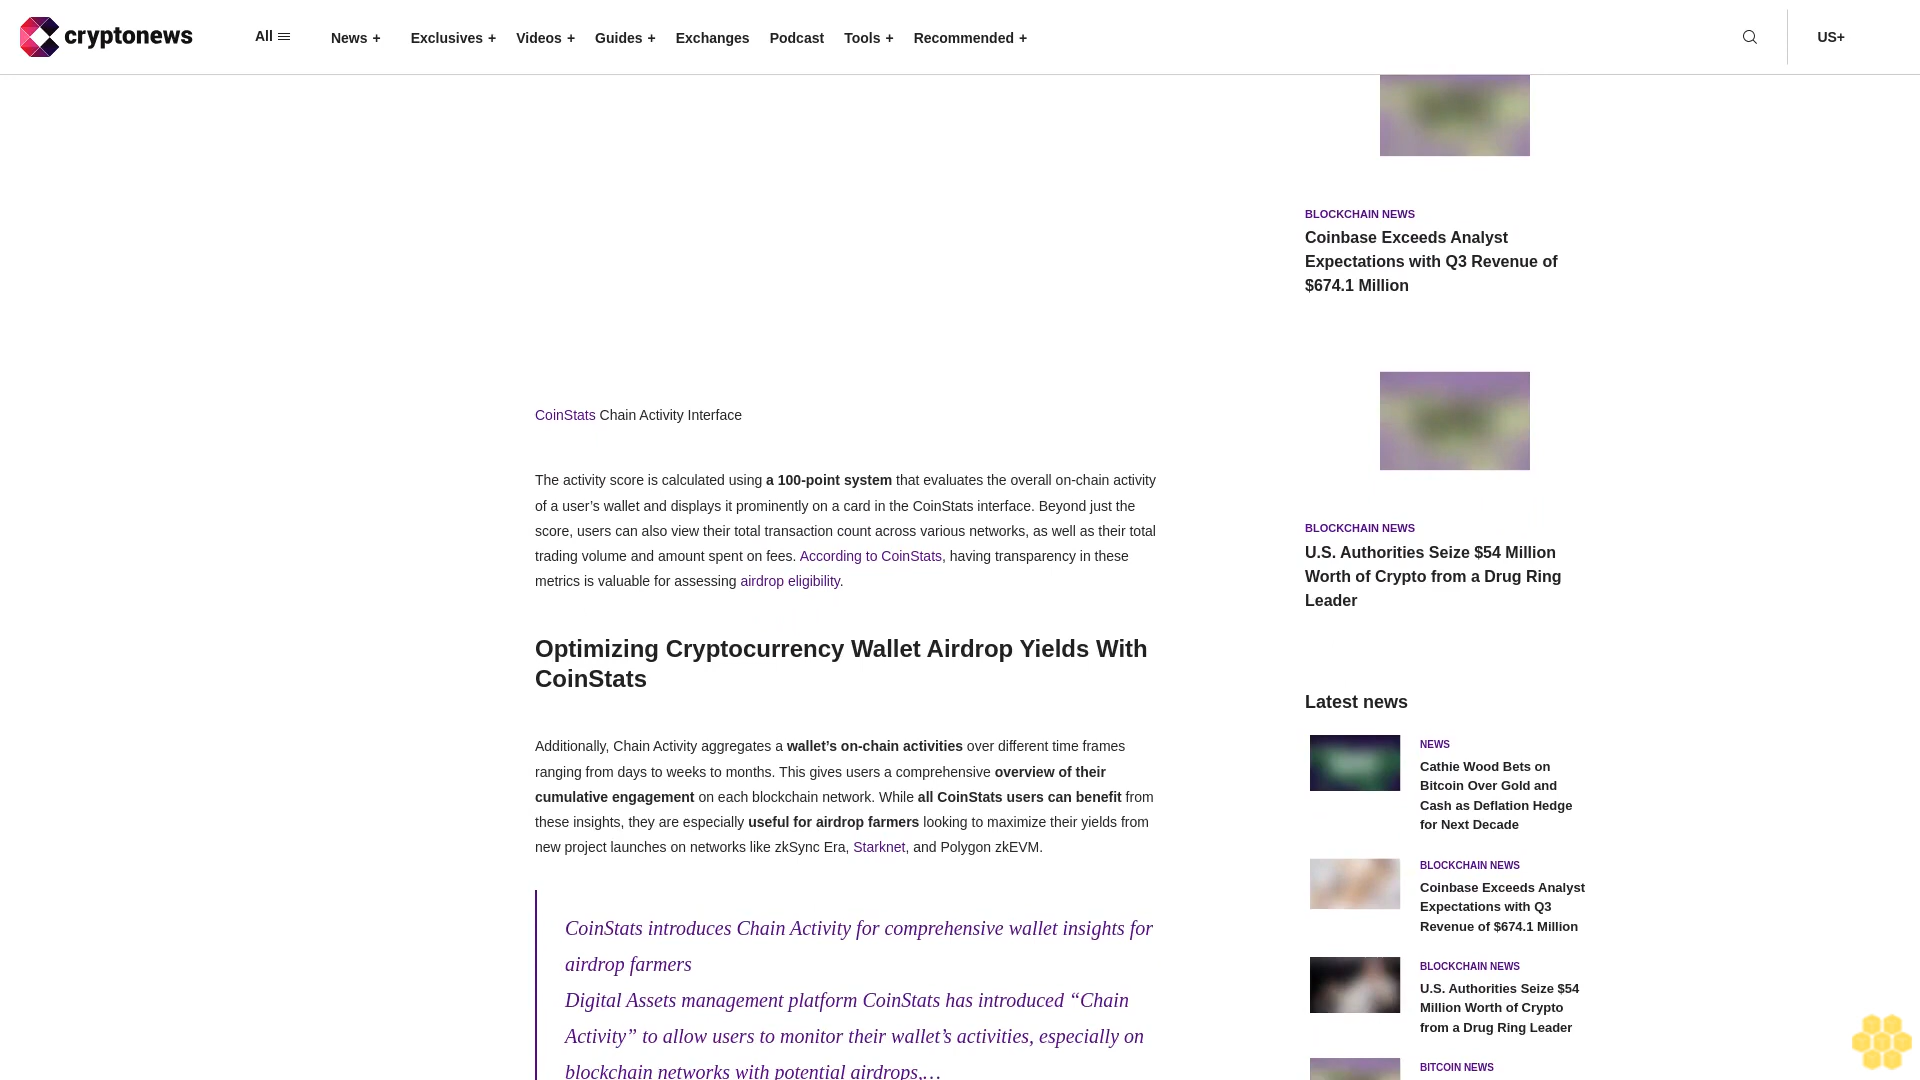 cryptonews
All
News +
Exclusives +
Videos +
Guides +
Exchanges
Podcast
Tools +
Recommended +
US+
CoinStats Chain Activity Interface
The activity score is calculated using a 100-point system that evaluates the overall on-chain activity
of a user’s wallet and displays it prominently on a card in the CoinStats interface. Beyond just the
score, users can also view their total transaction count across various networks, as well as their total
trading volume and amount spent on fees. According to CoinStats, having transparency in these
metrics is valuable for assessing airdrop eligibility.
Optimizing Cryptocurrency Wallet Airdrop Yields With
CoinStats
Additionally, Chain Activity aggregates a wallet’s on-chain activities over different time frames
ranging from days to weeks to months. This gives users a comprehensive overview of their
cumulative engagement on each blockchain network. While all CoinStats users can benefit from
these insights, they are especially useful for airdrop farmers looking to maximize their yields from
new project launches on networks like zkSync Era, Starknet, and Polygon zkEVM.
CoinStats introduces Chain Activity for comprehensive wallet insights for
airdrop farmers
Digital Assets management platform CoinStats has introduced “Chain
Activity” to allow users to monitor their wallet’s activities, especially on
blockchain networks with potential airdrops,…
BLOCKCHAIN NEWS
Coinbase Exceeds Analyst
Expectations with Q3 Revenue of
$674.1 Million
BLOCKCHAIN NEWS
U.S. Authorities Seize $54 Million
Worth of Crypto from a Drug Ring
Leader
Latest news
NEWS
Cathie Wood Bets on
Bitcoin Over Gold and
Cash as Deflation Hedge
for Next Decade
BLOCKCHAIN NEWS
Coinbase Exceeds Analyst
Expectations with Q3
Revenue of $674.1 Million
BLOCKCHAIN NEWS
U.S. Authorities Seize $54
Million Worth of Crypto
from a Drug Ring Leader
BITCOIN NEWS